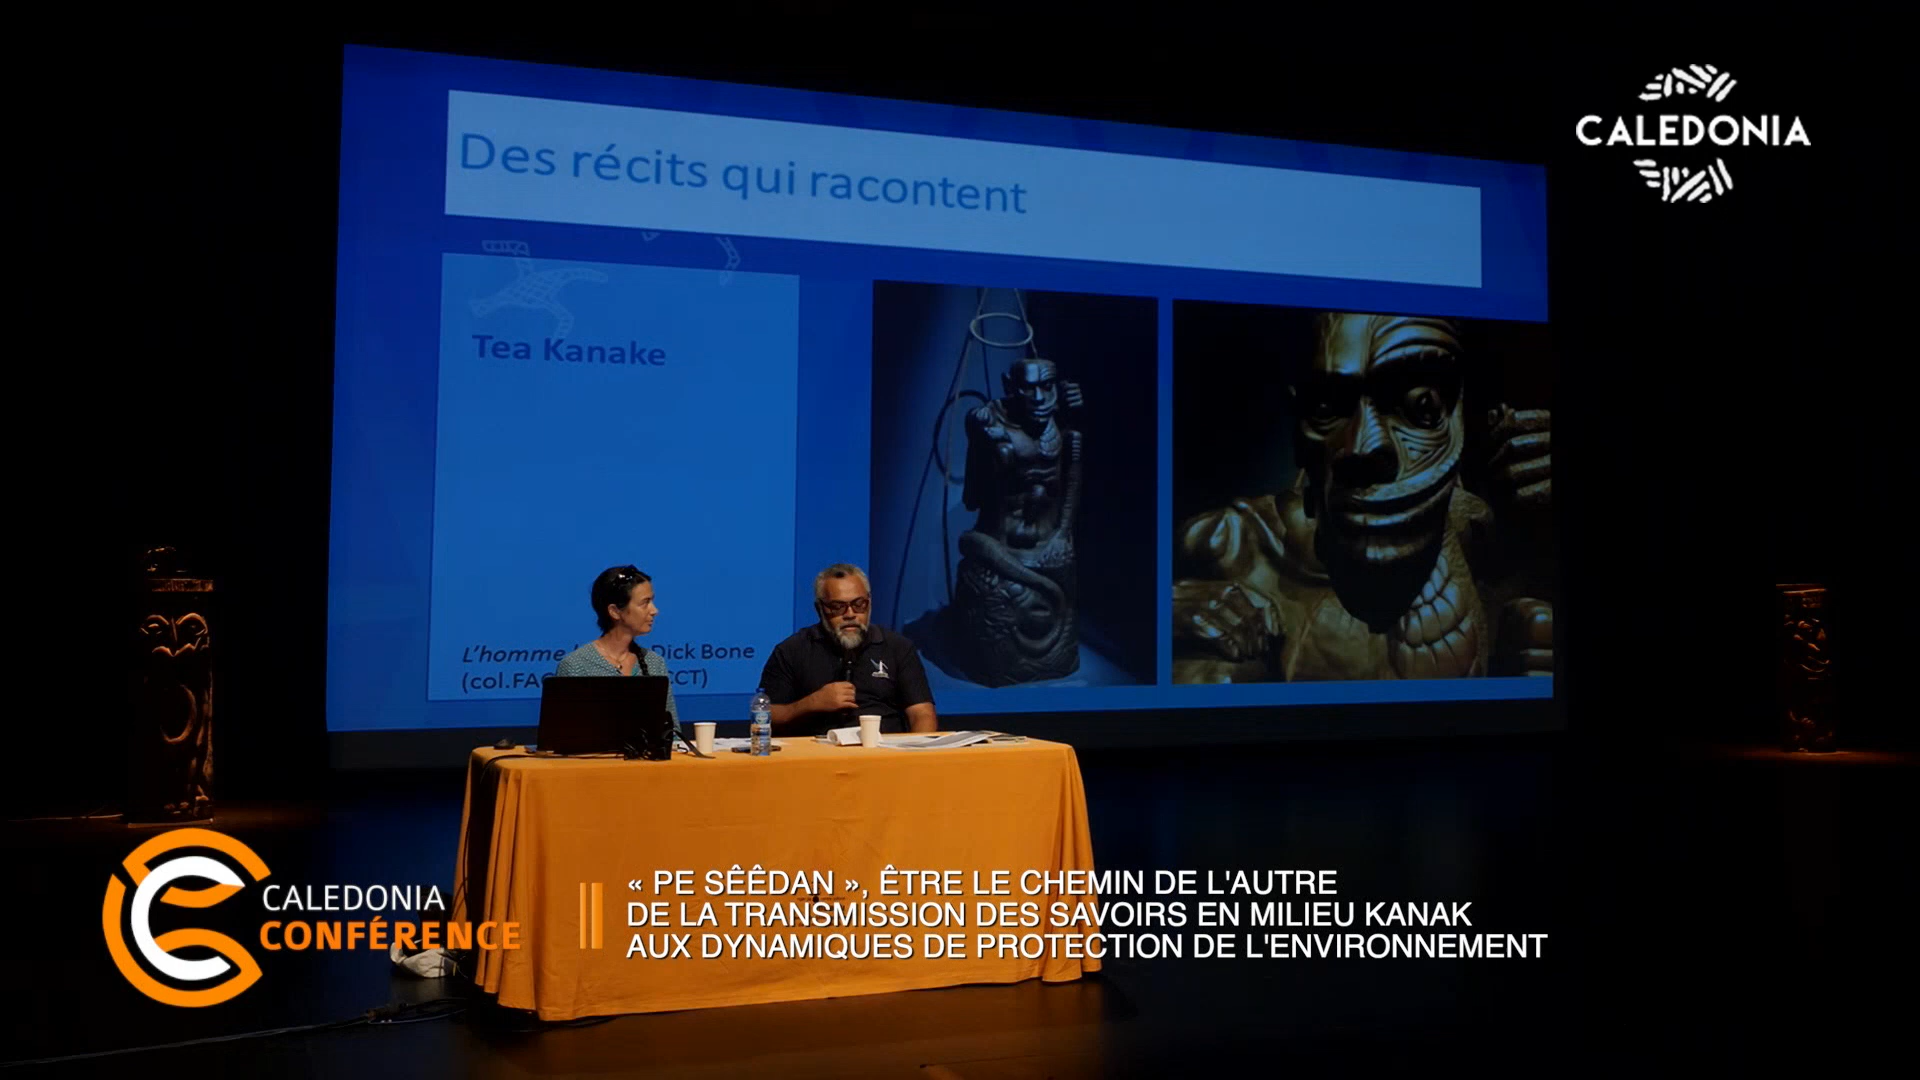 Des récits qui racontent
CALEDONIA
Tea Kanake
L'homme Dick Bone
(col.FA CCT)
CALEDONIA
CONFÉRENCE
« PE SÊÊDAN », ÊTRE LE CHEMIN DE L'AUTRE
DE LA TRANSMISSION DES SAVOIRS EN MILIEU KANAK
AUX DYNAMIQUES DE PROTECTION DE L'ENVIRONNEMENT